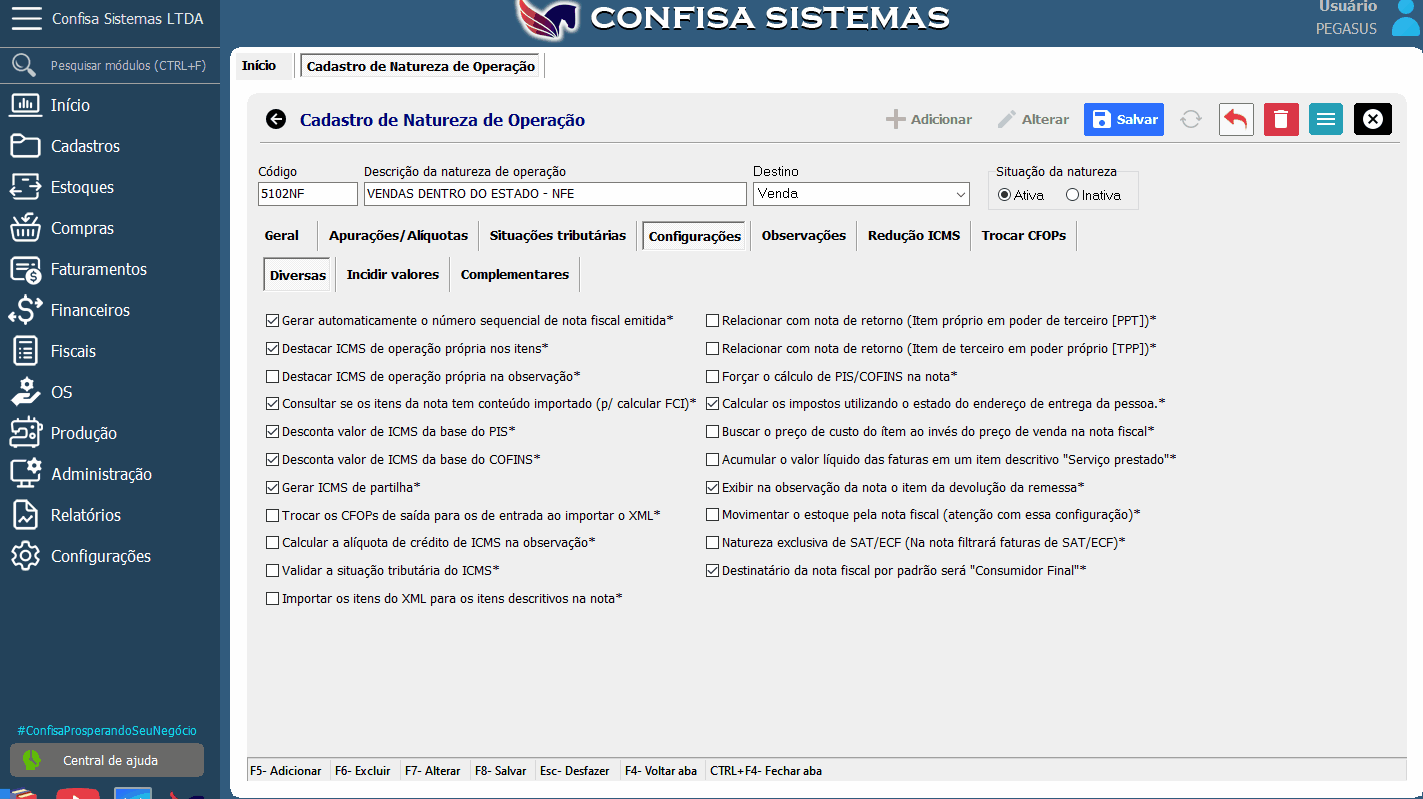 Confisa Sistemas LTDA
CONFISA SISTEMAS
Usuário
PEGASUS
Pesquisar módulos (CTRL+F)
Início
Cadastros
Estoques
Compras
Faturamentos
Financeiros
Fiscais
OS
Produção
Administração
Relatórios
Configurações
#ConfisaProsperandoSeuNegócio
Central de ajuda
Início
Cadastro de Natureza de Operação
Cadastro de Natureza de Operação
Adicionar
Alterar
Salvar
Código
Descrição da natureza de operação
Destino
Situação da natureza
5102NF
VENDAS DENTRO DO ESTADO - NFE
Venda
Ativa
Inativa
Geral
Apurações/Alíquotas
Situações tributárias
Configurações
Observações
Redução ICMS
Trocar CFOPs
Diversas
Incidir valores
Complementares
Gerar automaticamente o número sequencial de nota fiscal emitida*
Destacar ICMS de operação própria nos itens*
Destacar ICMS de operação própria na observação*
Consultar se os itens da nota tem conteúdo importado (p/ calcular FCI)*
Desconta valor de ICMS da base do PIS*
Desconta valor de ICMS da base do COFINS*
Gerar ICMS de partilha*
Trocar os CFOPs de saída para os de entrada ao importar o XML*
Calcular a alíquota de crédito de ICMS na observação*
Validar a situação tributária do ICMS*
Importar os itens do XML para os itens descritivos na nota*
Relacionar com nota de retorno (Item próprio em poder de terceiro [PPT])*
Relacionar com nota de retorno (Item de terceiro em poder próprio [TPP])*
Forçar o cálculo de PIS/COFINS na nota*
Calcular os impostos utilizando o estado do endereço de entrega da pessoa.*
Buscar o preço de custo do ítem ao invés do preço de venda na nota fiscal*
Acumular o valor líquido das faturas em um item descritivo "Serviço prestado"*
Exibir na observação da nota o item da devolução da remessa*
Movimentar o estoque pela nota fiscal (atenção com essa configuração)*
Natureza exclusiva de SAT/ECF (Na nota filtrará faturas de SAT/ECF)*
Destinatário da nota fiscal por padrão será "Consumidor Final"*
F5- Adicionar
F6- Excluir
F7- Alterar
F8- Salvar
Esc- Desfazer
F4- Voltar aba
CTRL+F4- Fechar aba